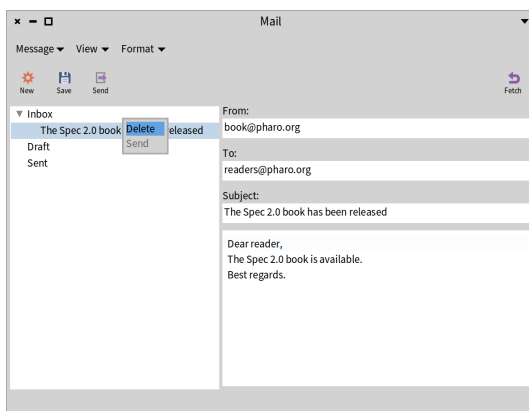 Mail
Message View Format
New Save Send Fetch
Inbox
The Spec 2.0 book eleased
Delete
Send
Draft
Sent
From:
book@pharo.org
To:
readers@pharo.org
Subject:
The Spec 2.0 book has been released
Dear reader,
The Spec 2.0 book is available.
Best regards.